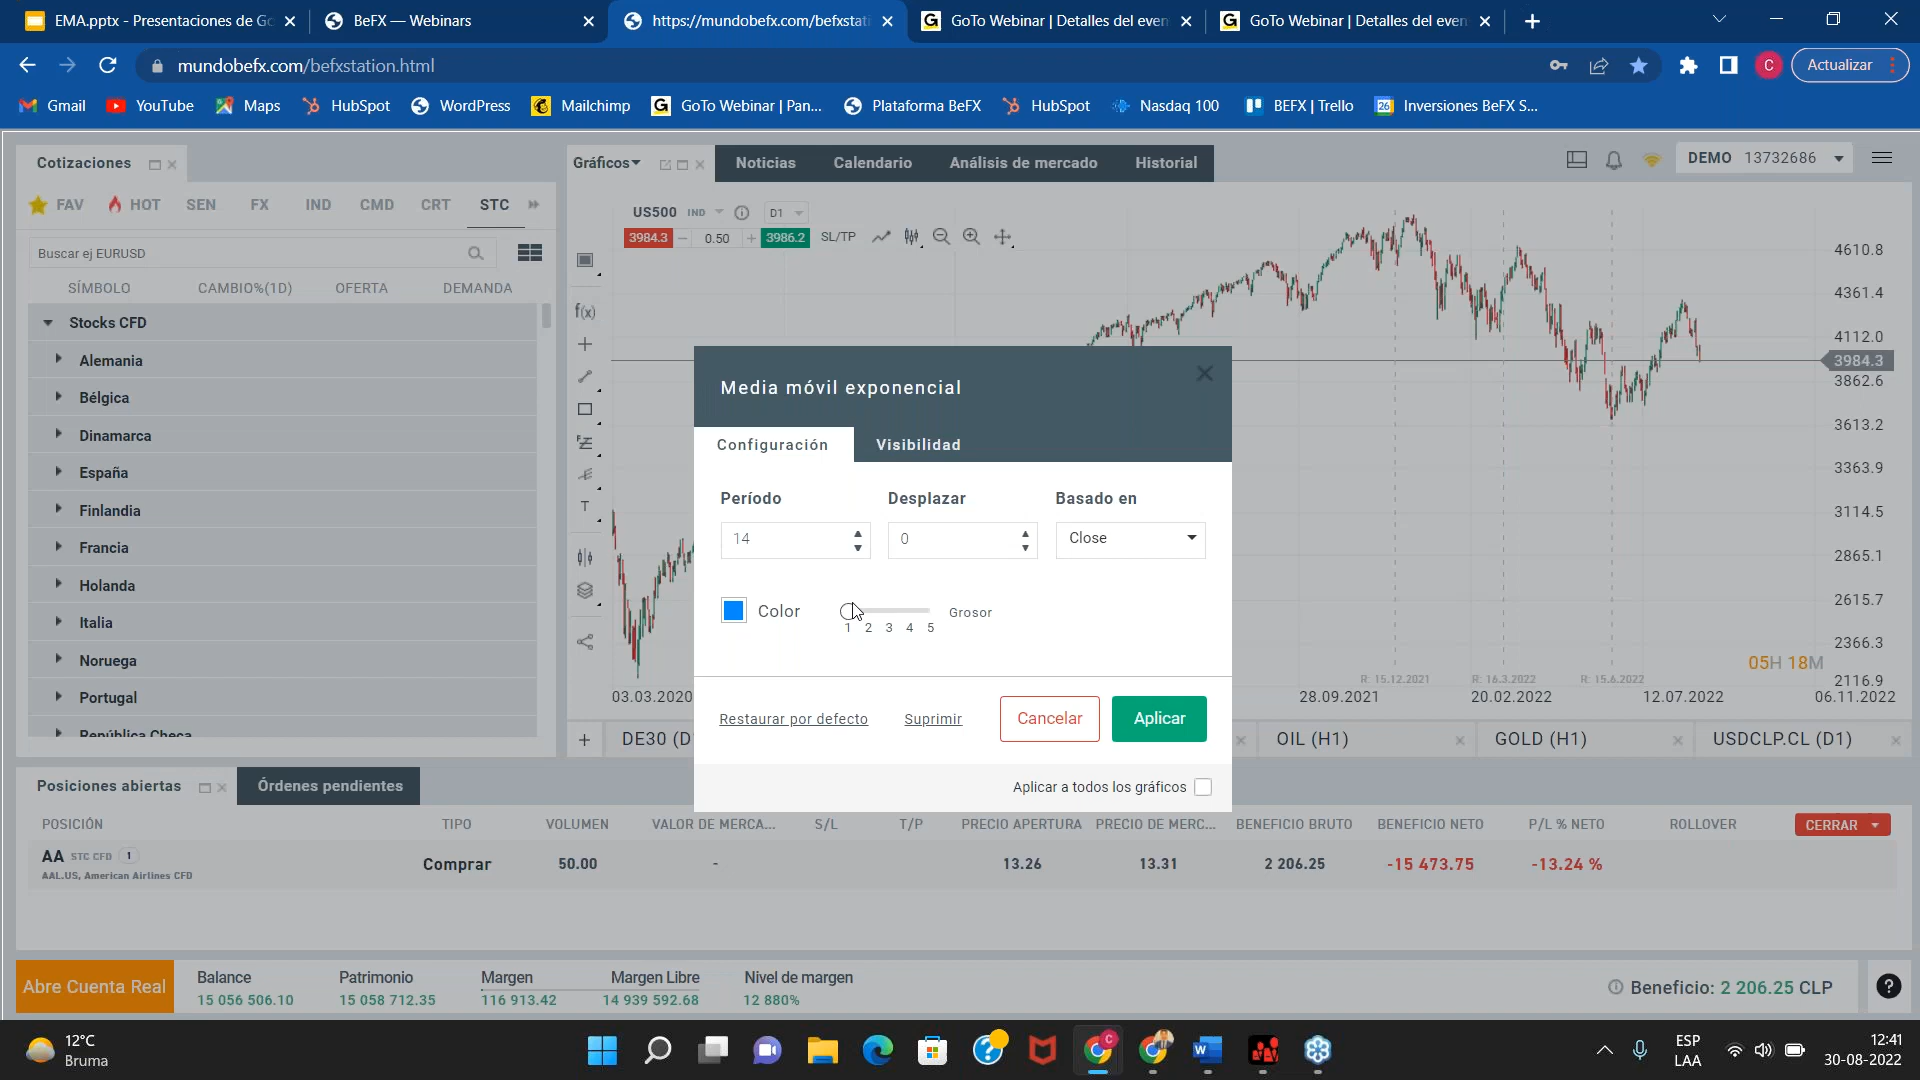 EMA.pptx - Presentaciones de Go
BeFX — Webinars
https://mundobefx.com/befxstati
GoTo Webinar | Detalles del even
GoTo Webinar | Detalles del even
mundobefx.com/befxstation.html
C
Actualizar
Gmail
YouTube
Maps
HubSpot
WordPress
Mailchimp
GoTo Webinar | Pan...
Plataforma BeFX
HubSpot
Nasdaq 100
BEFX | Trello
26
Inversiones BeFX S...
Cotizaciones
Gráficos
Noticias
Calendario
Análisis de mercado
Historial
DEMO 13732686
FAV
HOT
SEN
FX
IND
CMD
CRT
STC
US500 IND
D1
3984.3
0.50
3986.2
SL/TP
Buscar ej EURUSD
SÍMBOLO
CAMBIO%(1D)
OFERTA
DEMANDA
Stocks CFD
Alemania
Bélgica
Dinamarca
España
Finlandia
Francia
Holanda
Italia
Noruega
Portugal
República Checa
f(x)
T
4610.8
4361.4
4112.0
3984.3
3862.6
3613.2
3363.9
3114.5
2865.1
2615.7
2366.3
2116.9
05H 18M
R: 15.12.2021
R: 16.3.2022
R: 15.6.2022
03.03.2020
28.09.2021
20.02.2022
12.07.2022
06.11.2022
Media móvil exponencial
Configuración
Visibilidad
Período
Desplazar
Basado en
14
0
Close
Color
Grosor
1 2 3 4 5
Restaurar por defecto
Suprimir
Cancelar
Aplicar
Aplicar a todos los gráficos
DE30 (D
OIL (H1)
GOLD (H1)
USDCLP.CL (D1)
Posiciones abiertas
Órdenes pendientes
POSICIÓN
TIPO
VOLUMEN
VALOR DE MERCA...
S/L
T/P
PRECIO APERTURA
PRECIO DE MERC...
BENEFICIO BRUTO
BENEFICIO NETO
P/L % NETO
ROLLOVER
CERRAR
AA STC CFD 1
AAL.US, American Airlines CFD
Comprar
50.00
-
13.26
13.31
2 206.25
-15 473.75
-13.24 %
Abre Cuenta Real
Balance
15 056 506.10
Patrimonio
15 058 712.35
Margen
116 913.42
Margen Libre
14 939 592.68
Nivel de margen
12 880%
Beneficio: 2 206.25 CLP
12°C
Bruma
ESP
LAA
12:41
30-08-2022